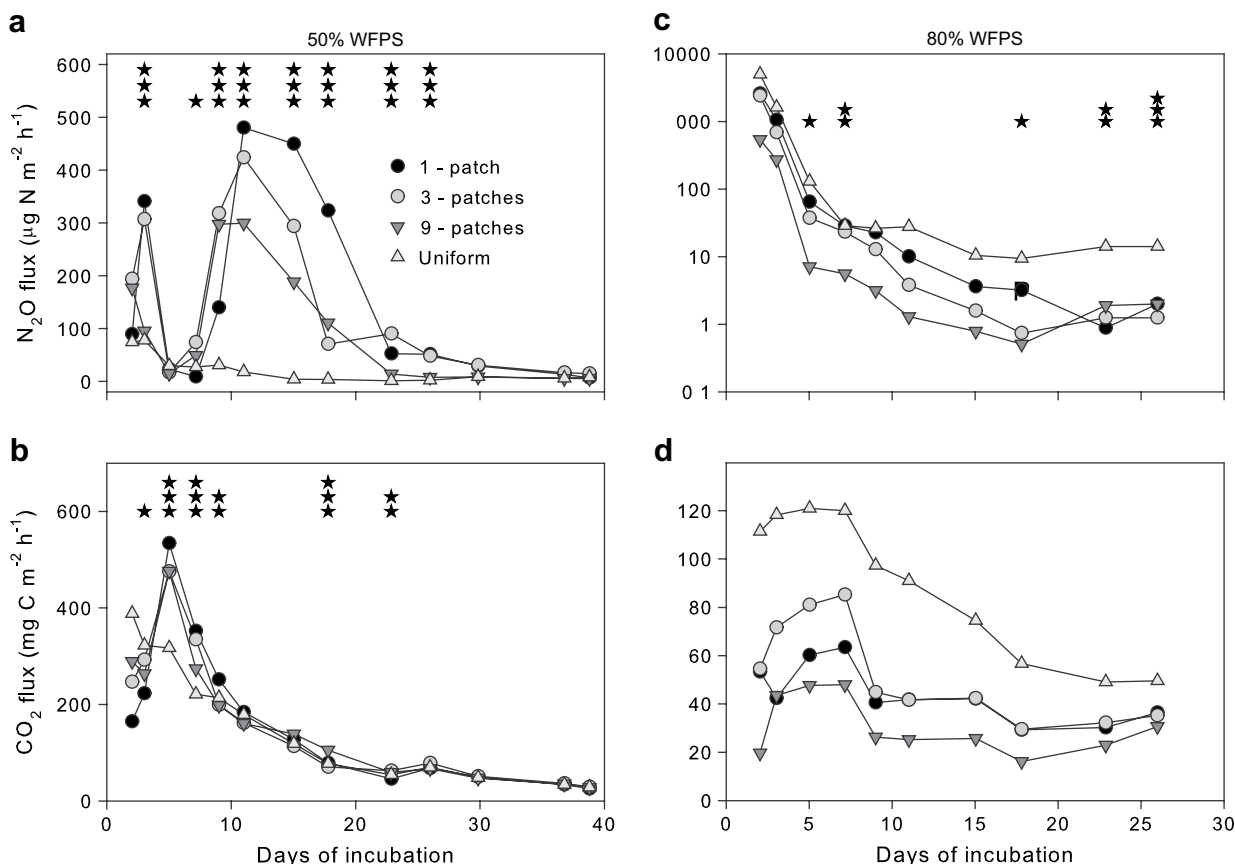 a
50% WFPS
600
500
400
300
200
100
0
N2O flux (µg N m-2 h-1)
1 - patch
3 - patches
9 - patches
Uniform
c
80% WFPS
10000
000
100
10
1
0 1
b
600
400
200
0
CO2 flux (mg C m-2 h-1)
0 10 20 30 40
Days of incubation
d
120
100
80
60
40
20
0
0 5 10 15 20 25 30
Days of incubation